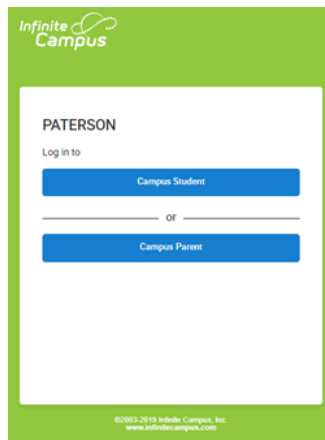 Infinite
Campus
PATERSON
Log in to
Campus Student
or
Campus Parent
©2003-2019 Infinite Campus, Inc.
www.infinitecampus.com